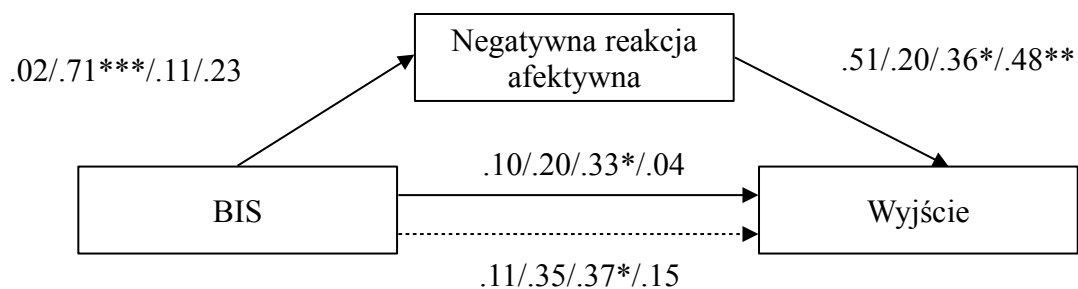 Negatywna reakcja
afektywna
.02/.71***/.11/.23
.51/.20/.36*/.48**
.10/.20/.33*/.04
BIS
Wyjście
.11/.35/.37*/.15